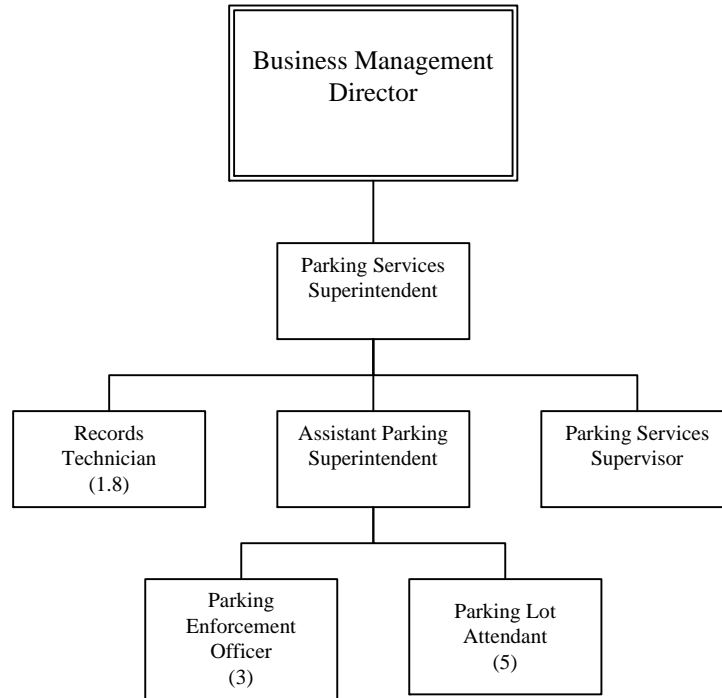 Business Management
Director
Parking Services
Superintendent
Records
Technician
(1.8)
Assistant Parking
Superintendent
Parking Services
Supervisor
Parking
Enforcement
Officer
(3)
Parking Lot
Attendant
(5)